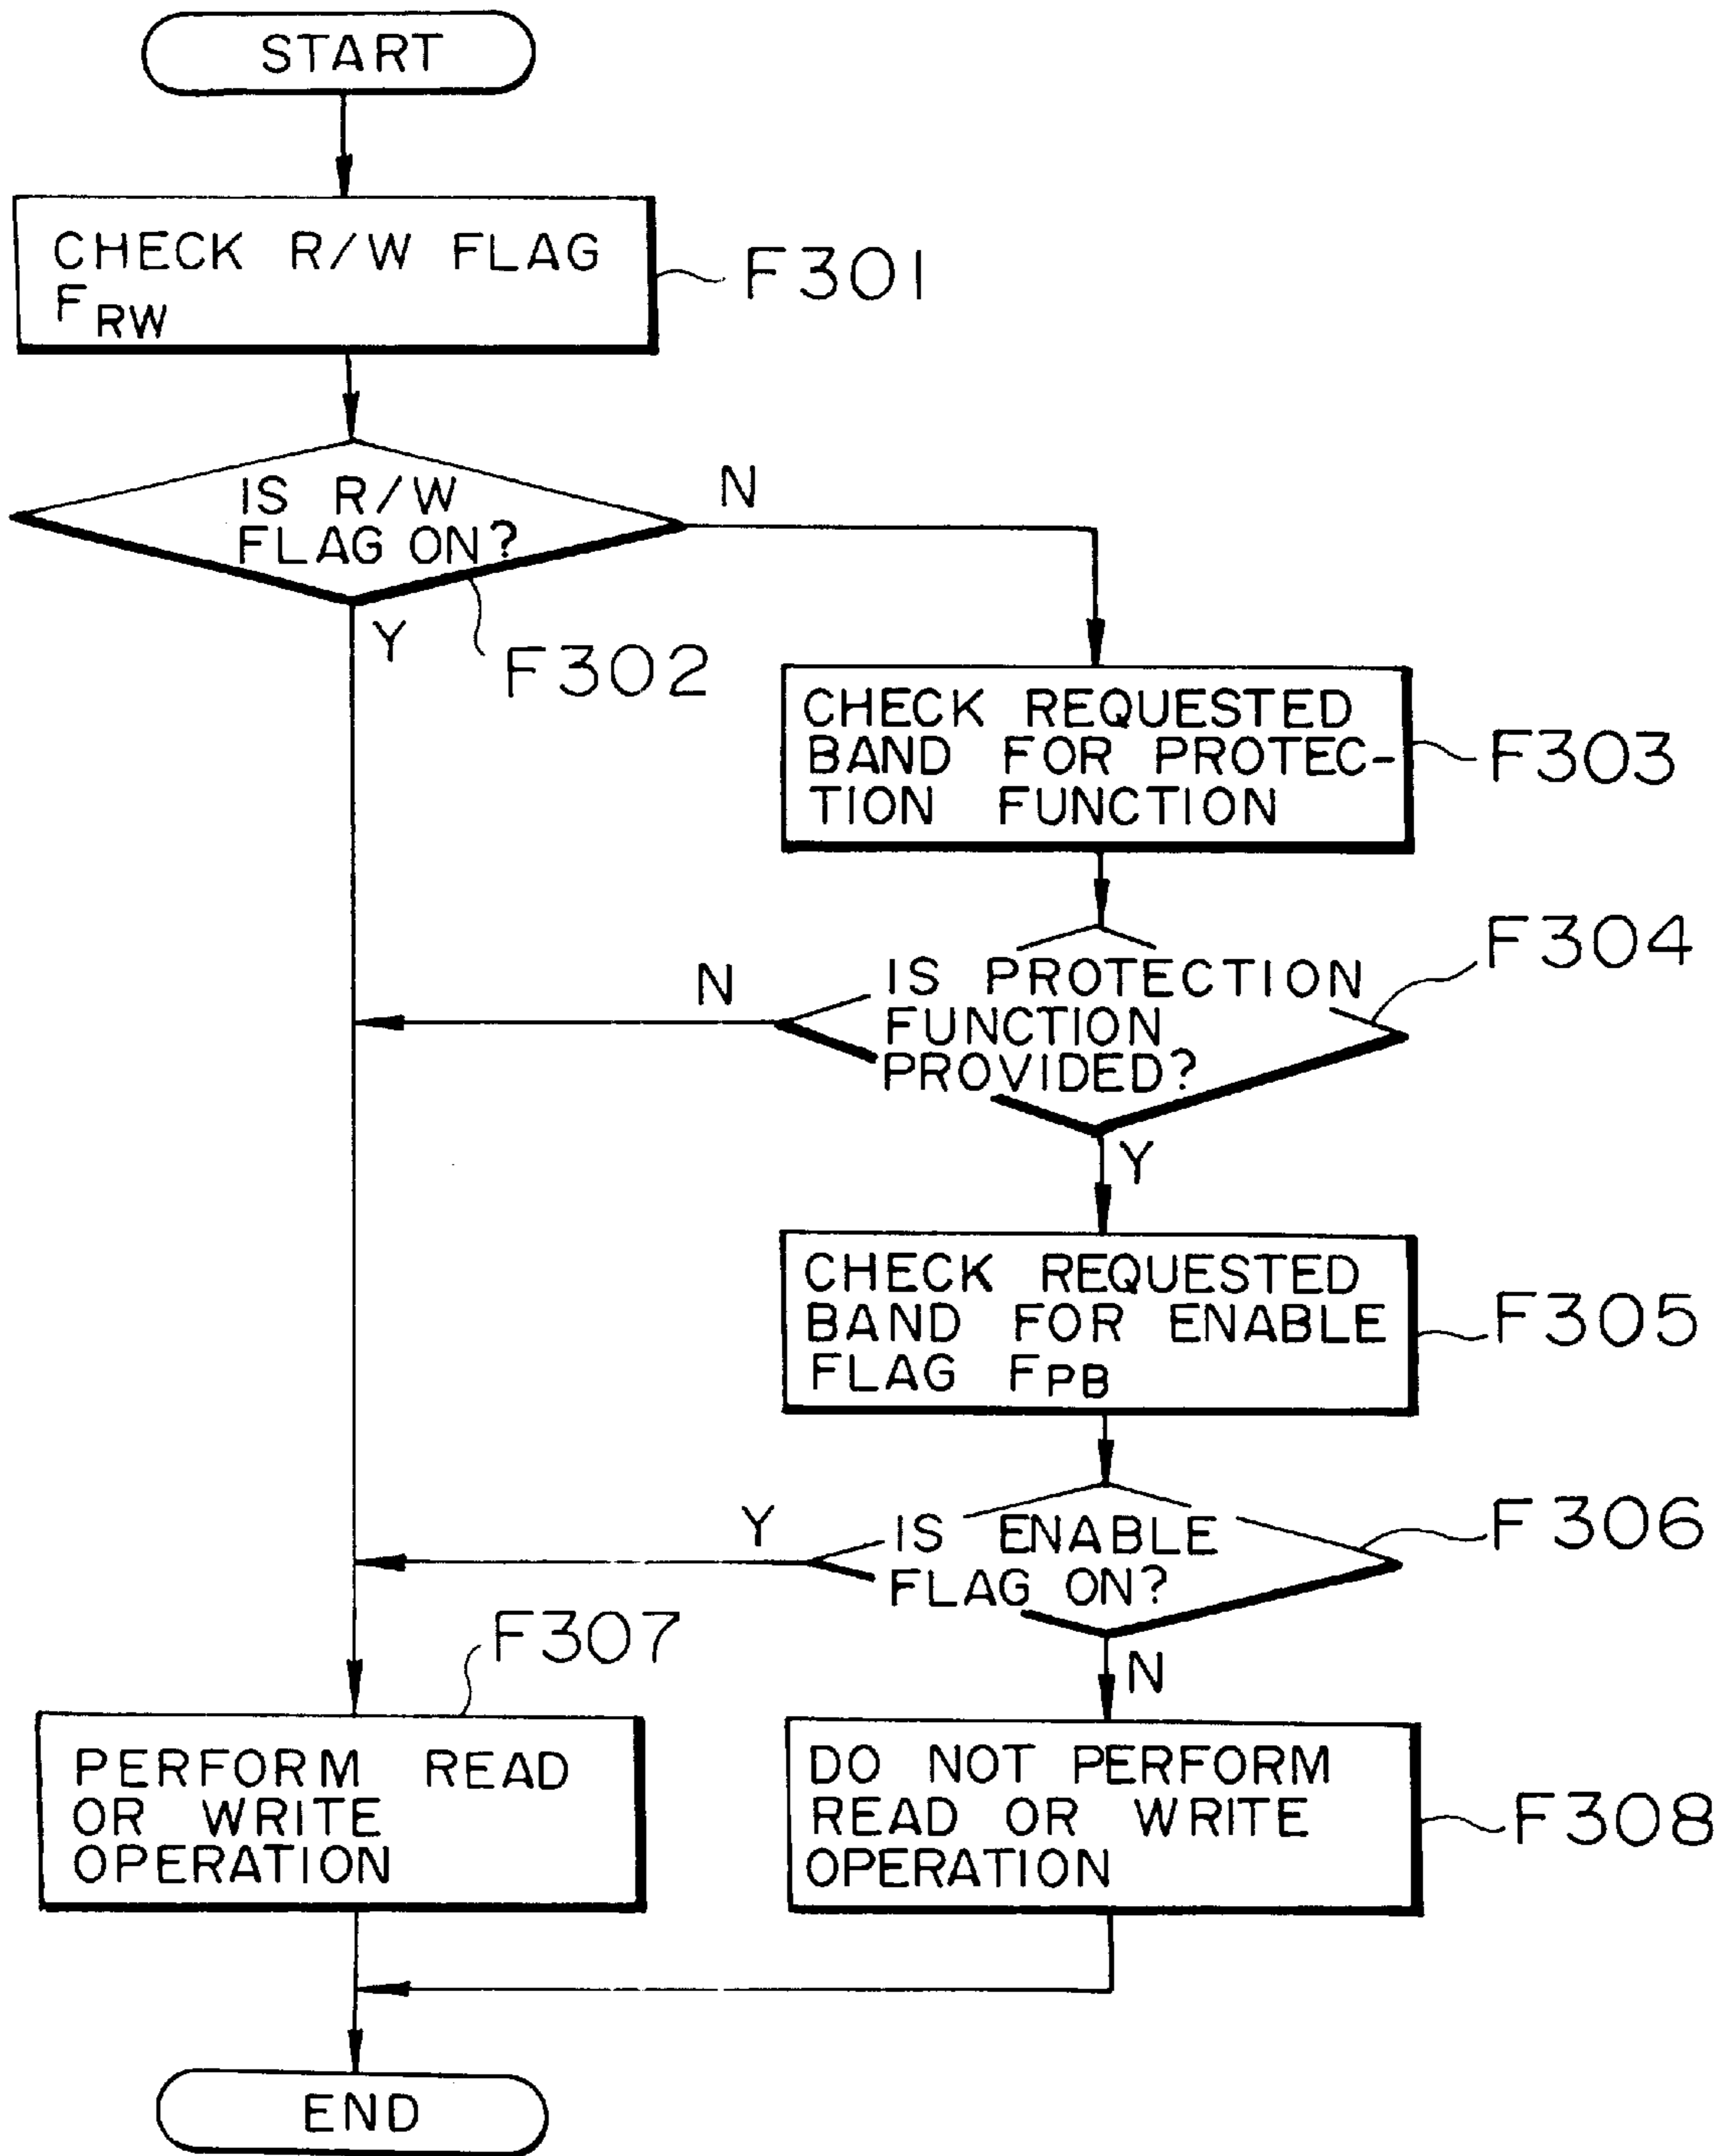 START
CHECK R/W FLAG
FRW
F301
IS R/W
FLAG ON?
N
Y
F302
CHECK REQUESTED
BAND FOR PROTEC-
TION FUNCTION
F303
F304
IS PROTECTION
FUNCTION
PROVIDED?
N
Y
CHECK REQUESTED
BAND FOR ENABLE
FLAG FPB
F305
F306
IS ENABLE
FLAG ON?
Y
N
F307
PERFORM READ
OR WRITE
OPERATION
DO NOT PERFORM
READ OR WRITE
OPERATION
F308
END